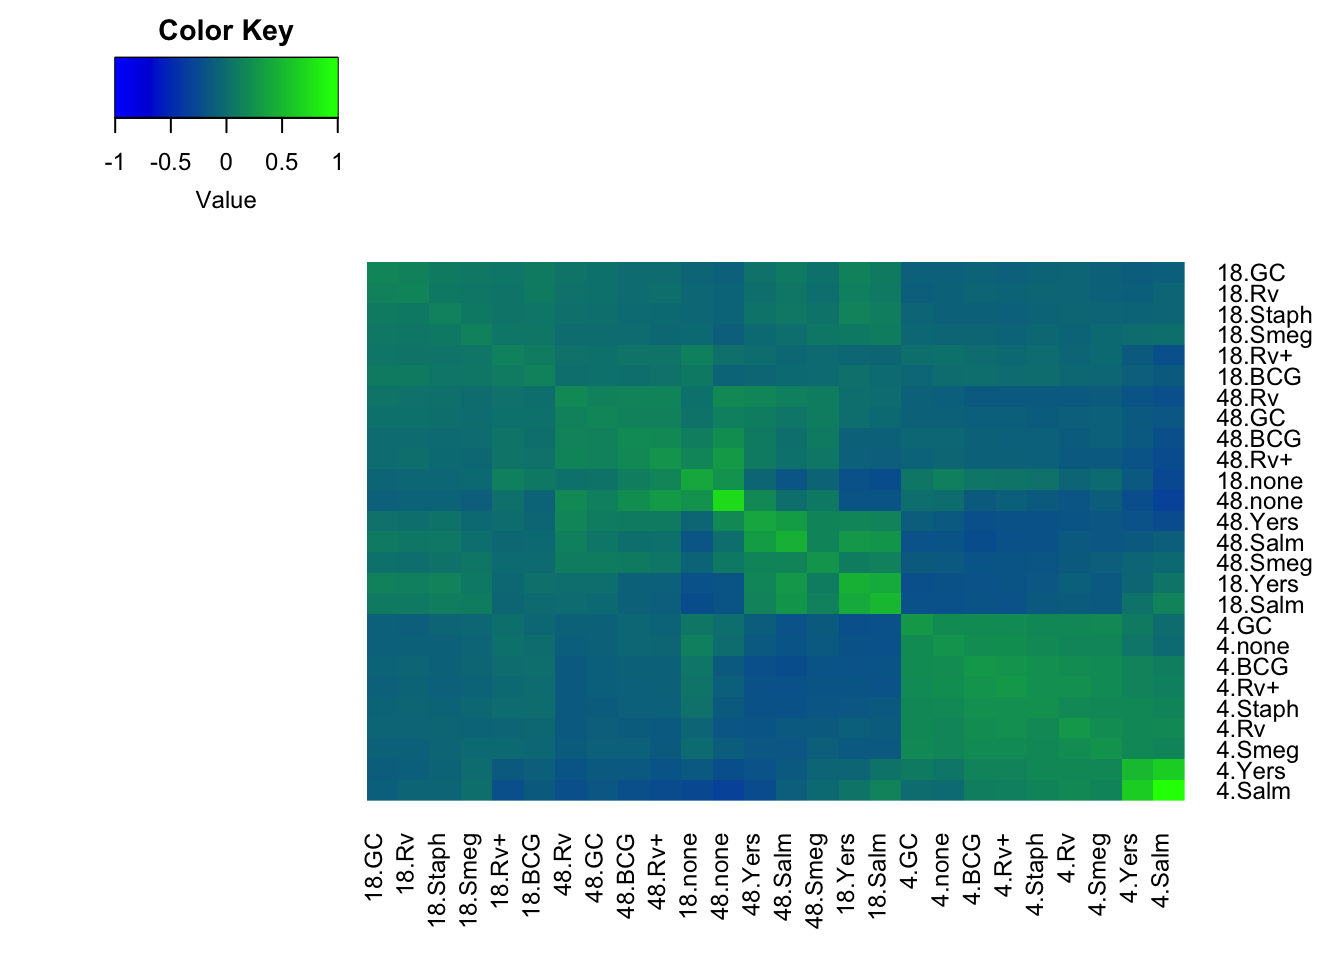 Color Key
-1 -0.5 0 0.5 1
Value
18.GC
18.Rv
18.Staph
18.Smeg
18.Rv+
18.BCG
48.Rv
48.GC
48.BCG
48.Rv+
18.none
48.none
48.Yers
48.Salm
48.Smeg
18.Yers
18.Salm
4.GC
4.none
4.BCG
4.Rv+
4.Staph
4.Rv
4.Smeg
4.Yers
4.Salm
18.GC
18.Rv
18.Staph
18.Smeg
18.Rv+
18.BCG
48.Rv
48.GC
48.BCG
48.Rv+
18.none
48.none
48.Yers
48.Salm
48.Smeg
18.Yers
18.Salm
4.GC
4.none
4.BCG
4.Rv+
4.Staph
4.Rv
4.Smeg
4.Yers
4.Salm